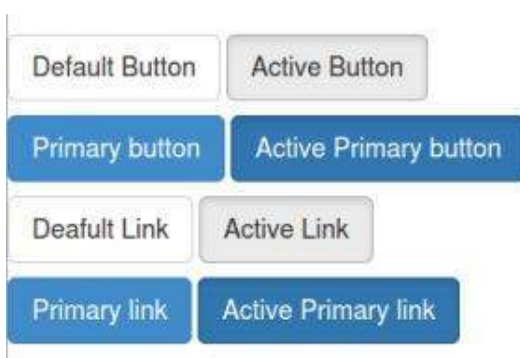 Default Button Active Button
Primary button Active Primary button
Deafult Link Active Link
Primary link Active Primary link